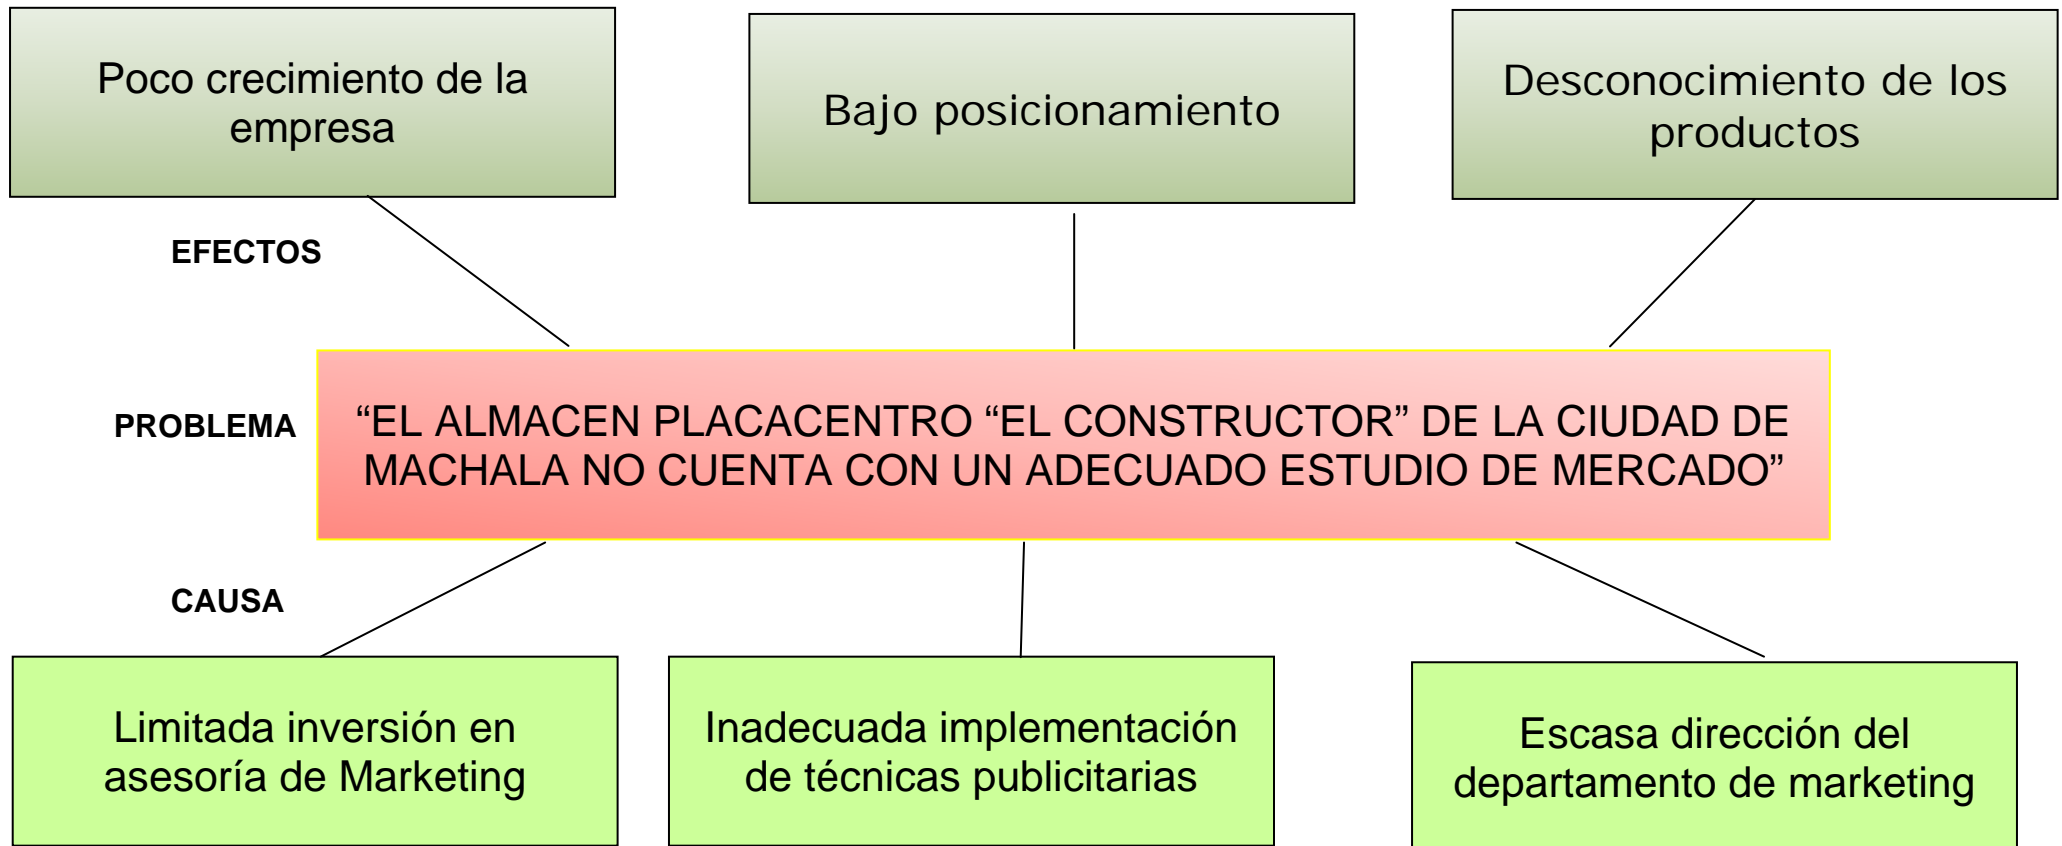 Poco crecimiento de la
empresa
Bajo posicionamiento
Desconocimiento de los
productos
EFECTOS
PROBLEMA
“EL ALMACEN PLACACENTRO “EL CONSTRUCTOR” DE LA CIUDAD DE
MACHALA NO CUENTA CON UN ADECUADO ESTUDIO DE MERCADO”
CAUSA
Limitada inversión en
asesoría de Marketing
Inadecuada implementación
de técnicas publicitarias
Escasa dirección del
departamento de marketing